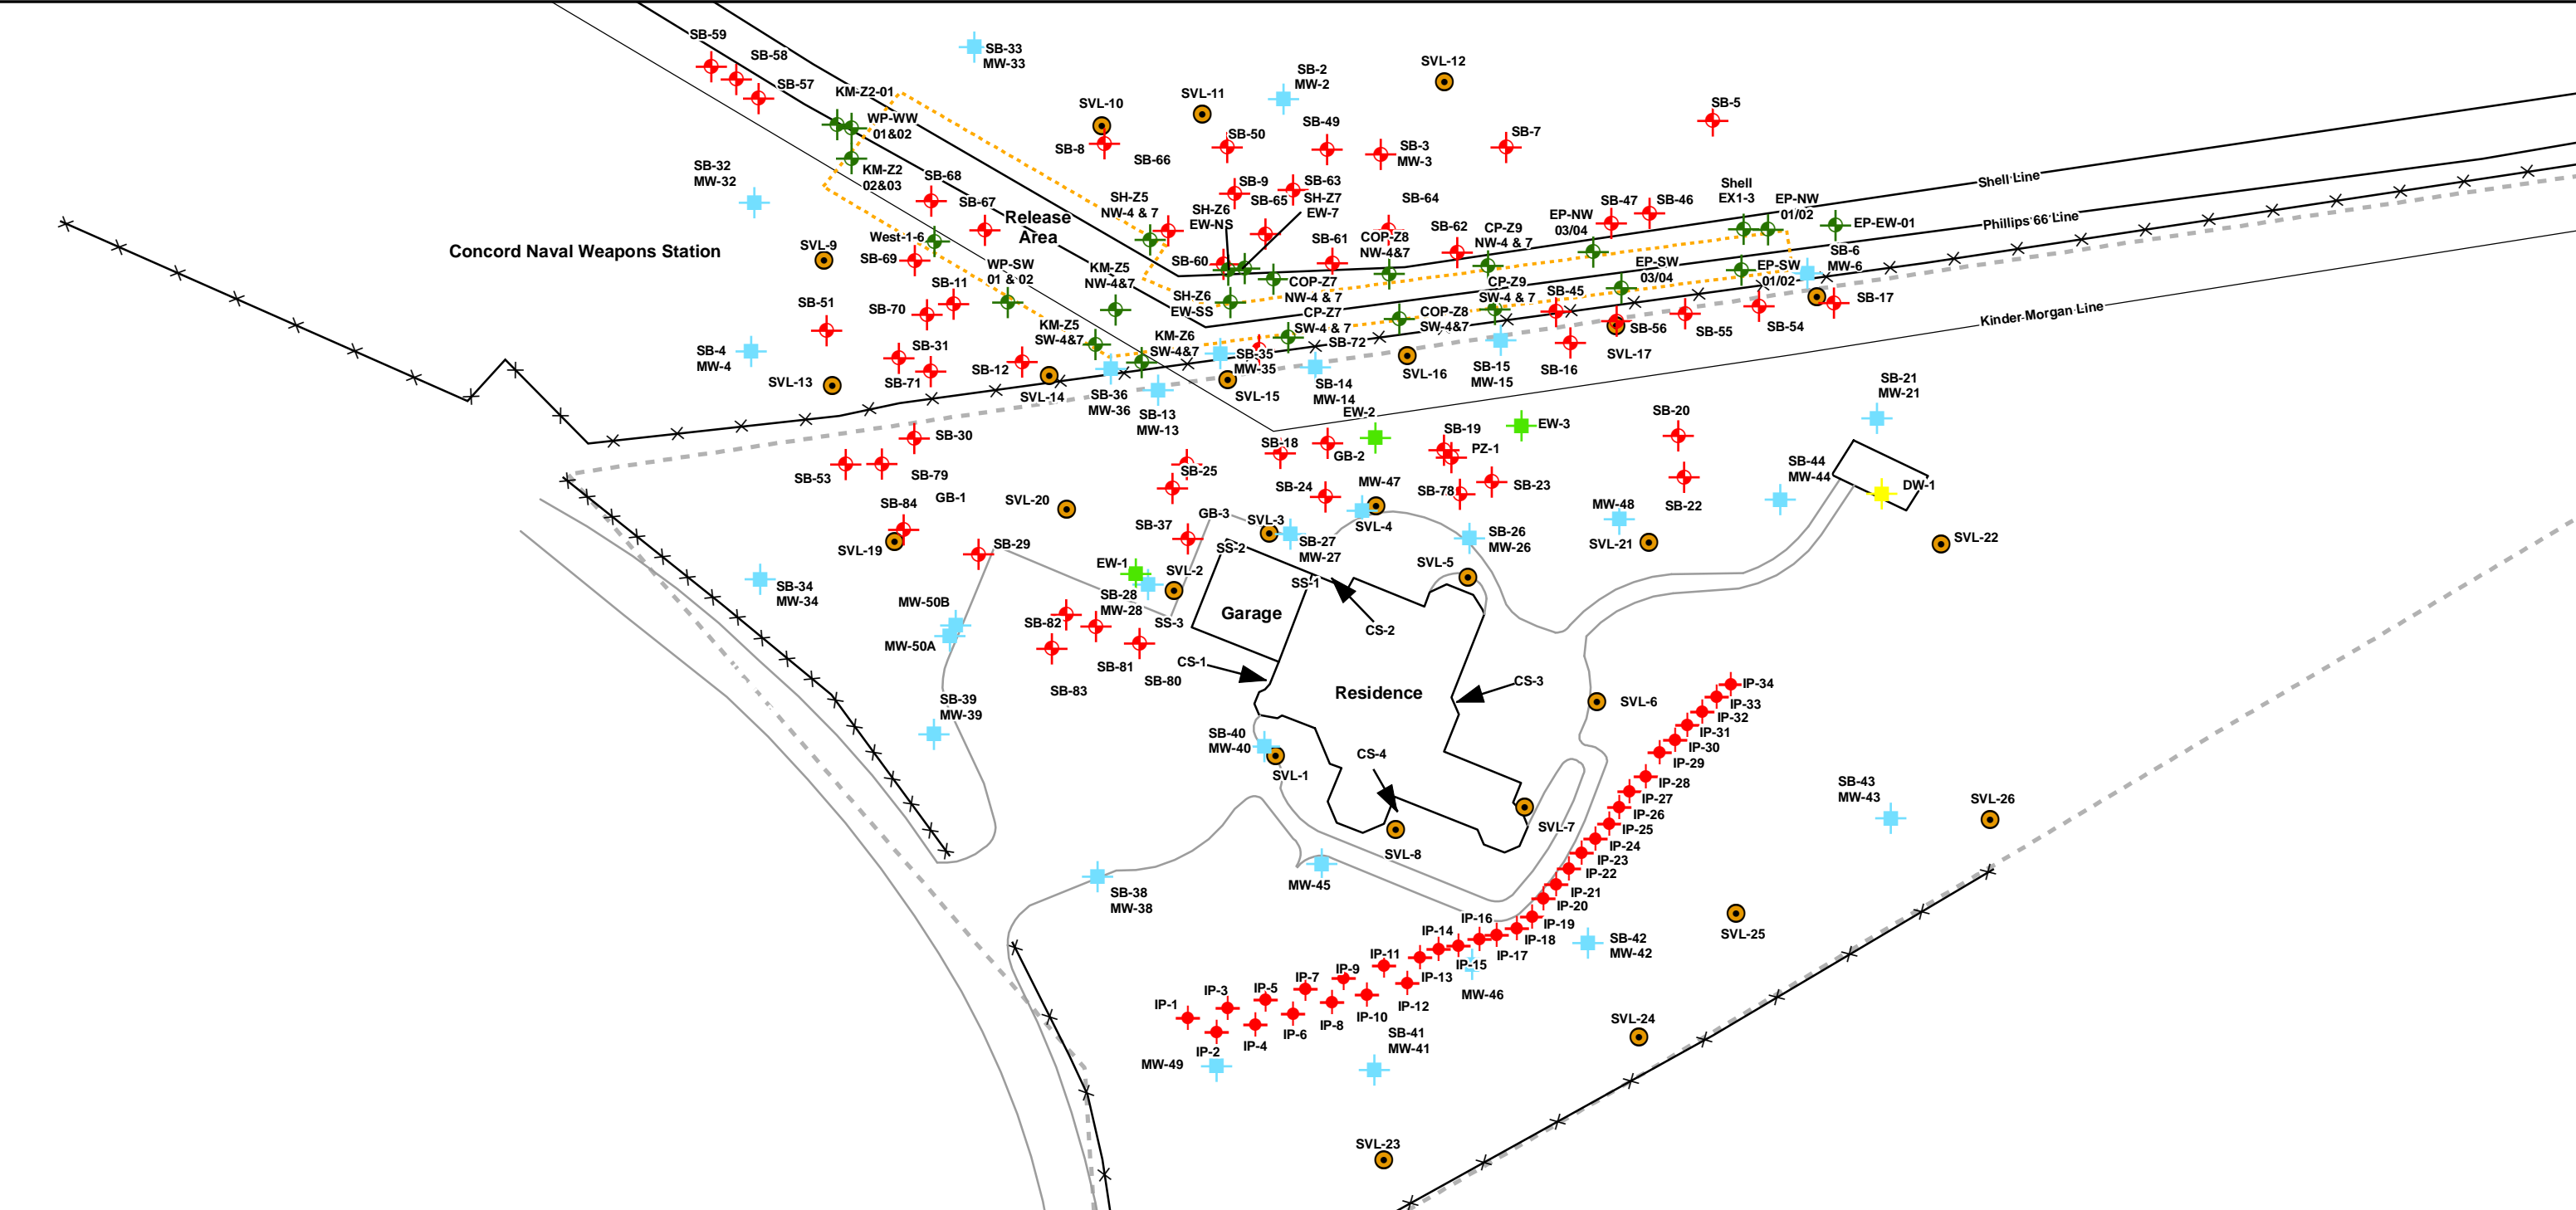 SB-59
SB-58
SB-57
SB-33
MW-33
SB-2
MW-2
SVL-12
KM-Z2-01
WP-WW
01&02
SVL-10
SVL-11
SB-5
SB-8
SB-66
SB-50
SB-49
SB-3
MW-3
SB-7
SB-32
MW-32
KM-Z2
02&03
SB-68
SB-67
Release
Area
SH-Z5
NW-4 & 7
SB-9
SB-63
SB-65
SH-Z7
EW-7
SH-Z6
EW-NS
SB-64
SB-62
CP-Z9
NW-4 & 7
EP-NW
03/04
SB-47
SB-46
Shell
EX1-3
EP-NW
01/02
EP-EW-01
Shell Line
Phillips 66 Line
Kinder Morgan Line
Concord Naval Weapons Station
SVL-9
West-1-6
SB-69
WP-SW
01 & 02
KM-Z5
NW-4&7
SB-60
SB-61
COP-Z8
NW-4&7
SB-6
MW-6
EP-SW
03/04
EP-SW
01/02
SB-17
SB-51
SB-70
SB-11
SH-Z6
EW-SS
COP-Z7
NW-4 & 7
CP-Z7
SW-4 & 7
CP-Z9
SW-4 & 7
COP-Z8
SW-4&7
SB-45
SB-56
SB-55
SB-54
SB-4
MW-4
SVL-13
SB-31
SB-71
SB-12
KM-Z5
SW-4&7
KM-Z6
SW-4&7
SB-35
MW-35
SB-72
SVL-14
SB-36
MW-36
SB-13
MW-13
SVL-15
SB-14
MW-14
SVL-16
SB-15
MW-15
SB-16
SVL-17
EW-2
EW-3
SB-20
SB-21
MW-21
SB-30
SB-53
SB-79
SB-84
GB-1
SVL-20
SB-25
SB-18
GB-2
SB-19
PZ-1
SB-24
MW-47
SB-78
SB-23
SB-22
SB-44
MW-44
DW-1
SVL-19
SB-29
GB-3
SB-37
SVL-3
SB-27
MW-27
SVL-4
SB-26
MW-26
MW-48
SVL-21
SVL-22
SS-2
EW-1
SVL-2
SS-1
SVL-5
SB-34
MW-34
SB-28
MW-28
SS-3
Garage
CS-2
MW-50B
MW-50A
SB-82
SB-81
SB-83
SB-80
CS-1
Residence
CS-3
SVL-6
SB-39
MW-39
SB-40
MW-40
SVL-1
CS-4
SVL-7
SVL-8
IP-34
IP-33
IP-32
IP-31
IP-30
IP-29
IP-28
IP-27
IP-26
IP-25
IP-24
IP-23
IP-22
IP-21
IP-20
IP-19
IP-18
IP-17
IP-16
IP-15
IP-14
IP-13
IP-12
IP-11
IP-10
IP-9
IP-8
IP-7
IP-6
IP-5
IP-4
IP-3
IP-2
IP-1
SB-43
MW-43
SVL-26
SB-38
MW-38
MW-45
SVL-25
SB-42
MW-42
MW-46
SVL-24
SB-41
MW-41
MW-49
SVL-23